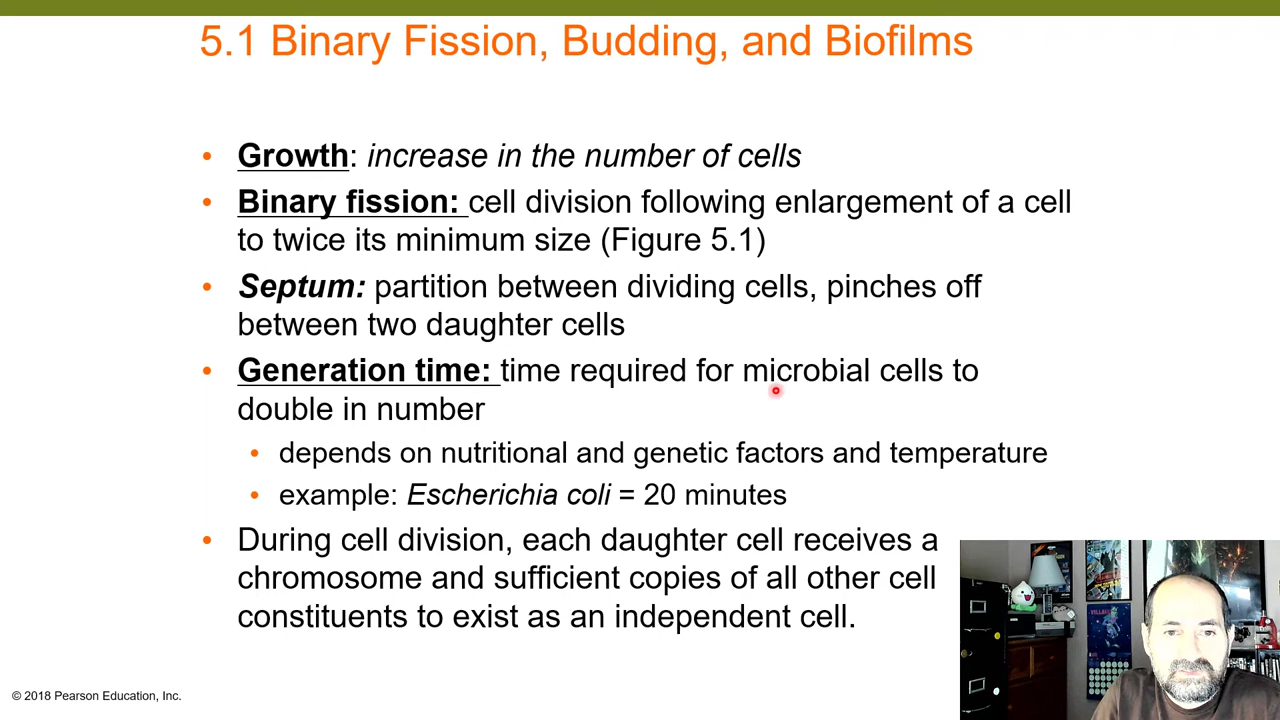 5.1 Binary Fission, Budding, and Biofilms
• Growth: increase in the number of cells
• Binary fission: cell division following enlargement of a cell
to twice its minimum size (Figure 5.1)
• Septum: partition between dividing cells, pinches off
between two daughter cells
• Generation time: time required for microbial cells to
double in number
• depends on nutritional and genetic factors and temperature
• example: Escherichia coli = 20 minutes
• During cell division, each daughter cell receives a
chromosome and sufficient copies of all other cell
constituents to exist as an independent cell.
© 2018 Pearson Education, Inc.